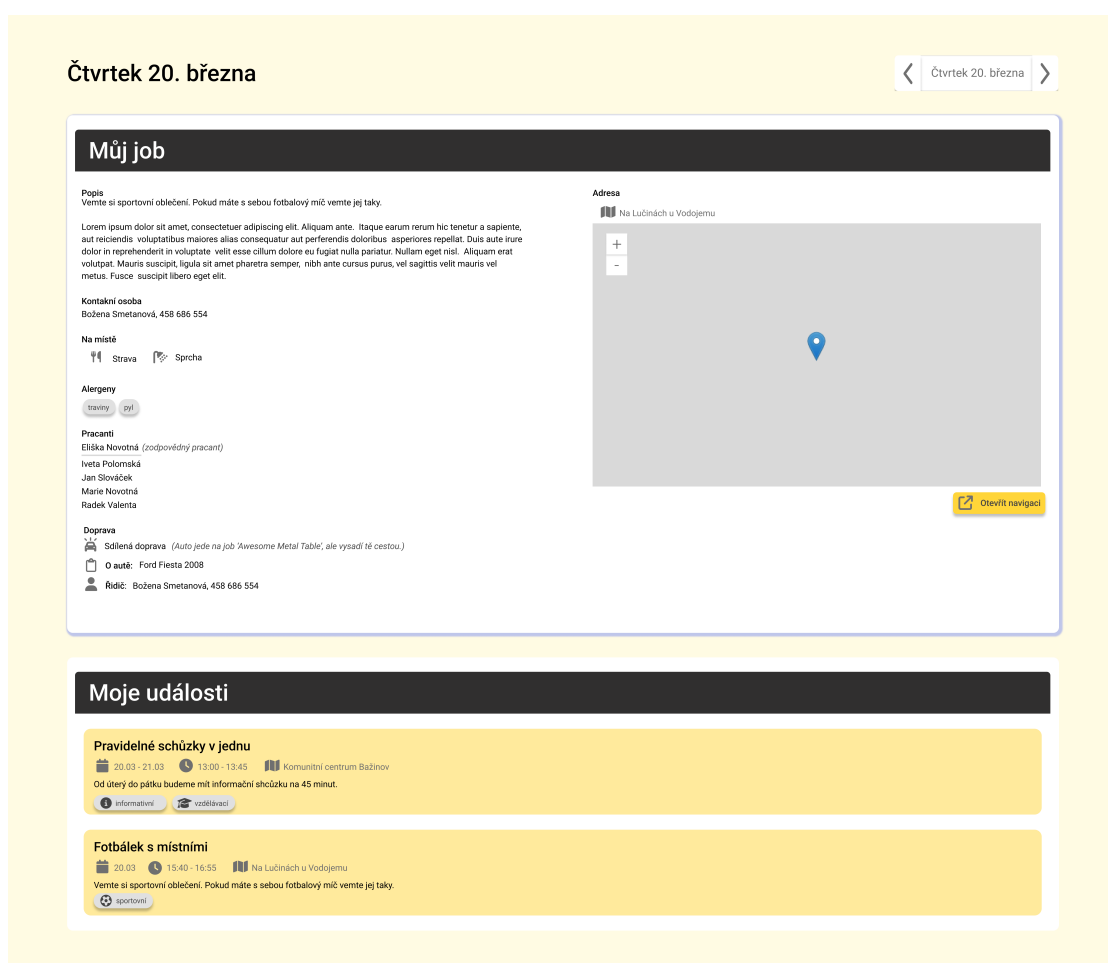 Čtvrtek 20. března
Čtvrtek 20. března
Můj job
Popis
Vemte si sportovní oblečení. Pokud máte s sebou fotbalový míč vemte jej taky.
Lorem ipsum dolor sit amet, consectetuer adipiscing elit. Aliquam ante.  Itaque earum rerum hic tenetur a sapiente,
aut reiciendis  voluptatibus maiores alias consequatur aut perferendis doloribus  asperiores repellat. Duis aute irure
dolor in reprehenderit in voluptate  velit esse cillum dolore eu fugiat nulla pariatur. Nullam eget nisl.  Aliquam erat
volutpat. Mauris suscipit, ligula sit amet pharetra semper,  nibh ante cursus purus, vel sagittis velit mauris vel
metus. Fusce  suscipit libero eget elit.
Kontakní osoba
Božena Smetanová, 458 686 554
Na místě
Strava Sprcha
Alergeny
traviny pyl
Pracanti
Eliška Novotná (zodpovědný pracant)
Iveta Polomská
Jan Slováček
Marie Novotná
Radek Valenta
Doprava
Sdílená doprava (Auto jede na job 'Awesome Metal Table', ale vysadí tě cestou.)
O autě: Ford Fiesta 2008
Řidič: Božena Smetanová, 458 686 554
Adresa
Na Lučinách u Vodojemu
+
-
Otevřít navigaci
Moje události
Pravidelné schůzky v jednu
20.03 - 21.03 13:00 - 13:45 Komunitní centrum Bažinov
Od úterý do pátku budeme mít informační shcůzku na 45 minut.
informativní vzdělávací
Fotbálek s místními
20.03 15:40 - 16:55 Na Lučinách u Vodojemu
Vemte si sportovní oblečení. Pokud máte s sebou fotbalový míč vemte jej taky.
sportovní